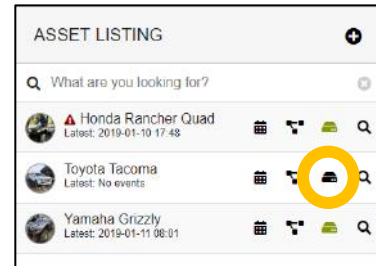 ASSET LISTING
What are you looking for?
Honda Rancher Quad
Latest: 2019-01-10 17:48
Toyota Tacoma
Latest: No events
Yamaha Grizzly
Latest: 2019-01-11 08:01